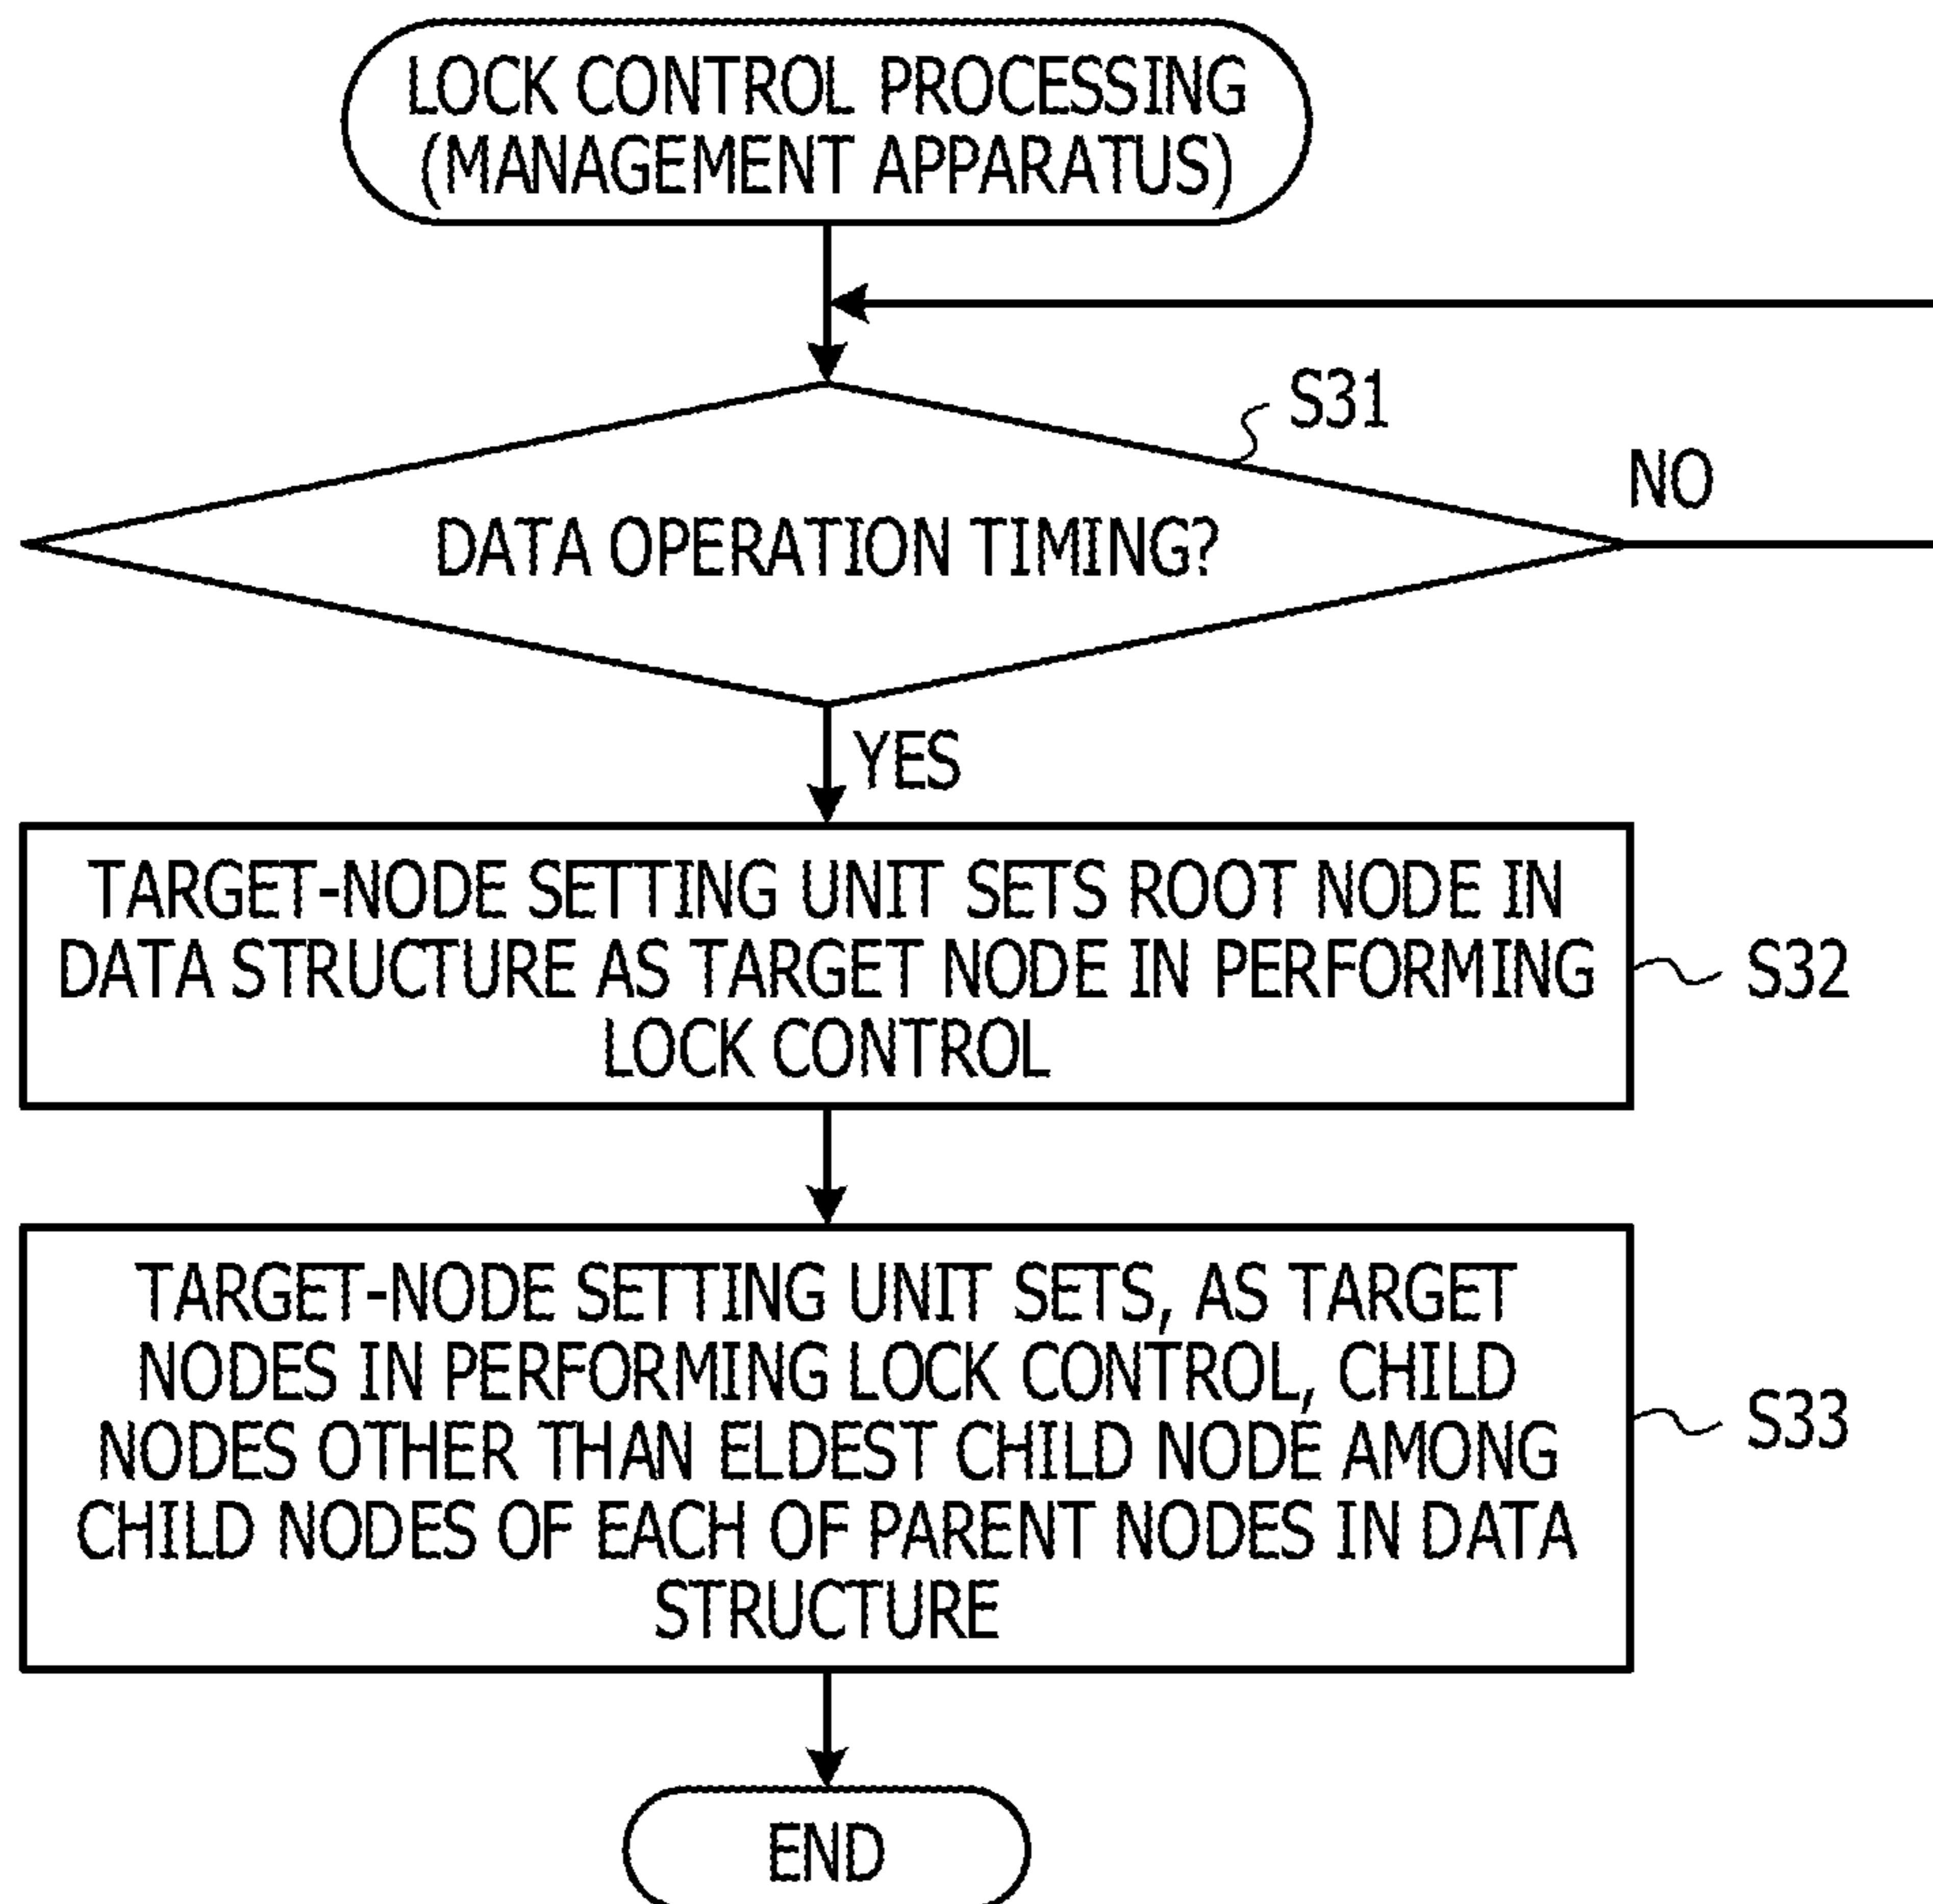 LOCK CONTROL PROCESSING
(MANAGEMENT APPARATUS)
S31
NO
DATA OPERATION TIMING?
YES
TARGET-NODE SETTING UNIT SETS ROOT NODE IN
DATA STRUCTURE AS TARGET NODE IN PERFORMING
LOCK CONTROL
S32
TARGET-NODE SETTING UNIT SETS, AS TARGET
NODES IN PERFORMING LOCK CONTROL, CHILD
NODES OTHER THAN ELDEST CHILD NODE AMONG
CHILD NODES OF EACH OF PARENT NODES IN DATA
STRUCTURE
S33
END